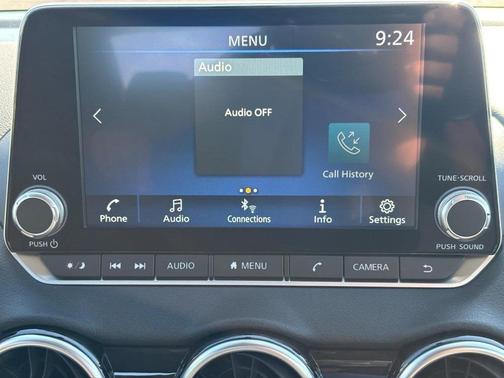 MENU
9:24
Audio
Audio OFF
Call History
VOL
TUNE·SCROLL
Phone
Audio
Connections
Info
Settings
PUSH
PUSH SOUND
AUDIO
MENU
CAMERA